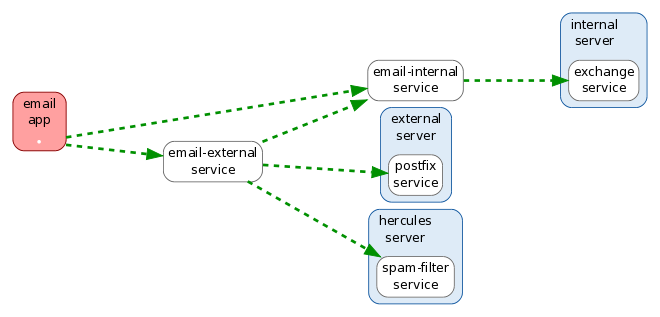 email
app
email-external
service
email-internal
service
external
server
postfix
service
hercules
server
spam-filter
service
internal
server
exchange
service